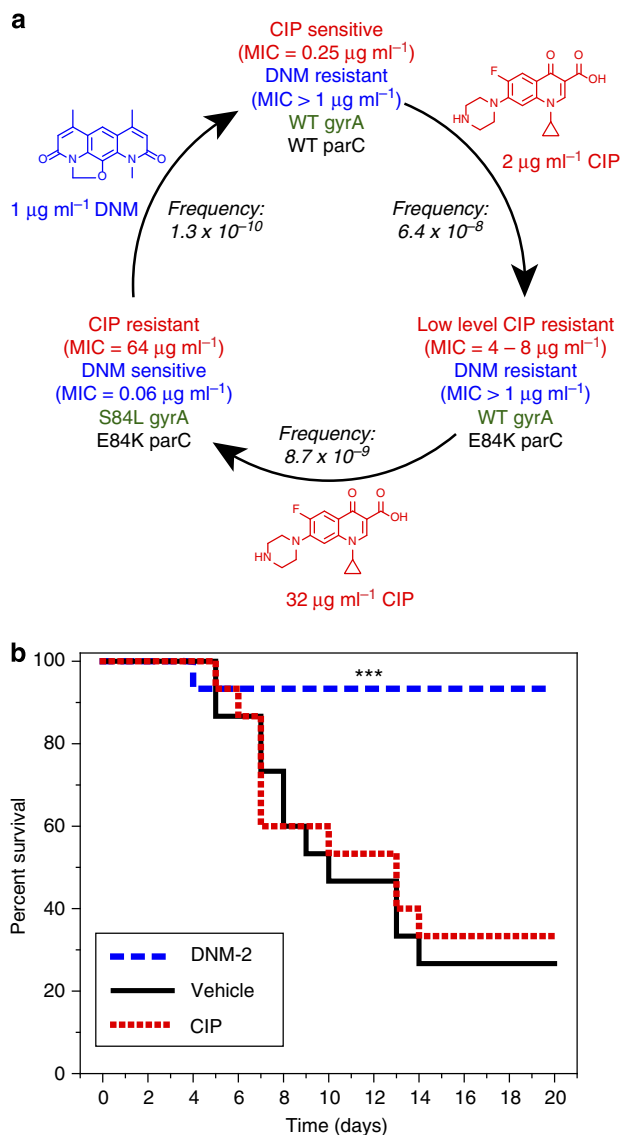 a
CIP sensitive
(MIC = 0.25 μg ml⁻¹)
DNM resistant
(MIC > 1 μg ml⁻¹)
WT gyrA
WT parC
O
N
O
N
O
1 μg ml⁻¹ DNM
F
O
O
OH
N
N
HN
2 μg ml⁻¹ CIP
Frequency:
1.3 x 10⁻¹⁰
Frequency:
6.4 x 10⁻⁸
CIP resistant
(MIC = 64 μg ml⁻¹)
DNM sensitive
(MIC = 0.06 μg ml⁻¹)
S84L gyrA
E84K parC
Low level CIP resistant
(MIC = 4 – 8 μg ml⁻¹)
DNM resistant
(MIC > 1 μg ml⁻¹)
WT gyrA
E84K parC
Frequency:
8.7 x 10⁻⁹
F
O
O
OH
N
N
HN
32 μg ml⁻¹ CIP
b
100
80
60
40
20
0
Percent survival
***
DNM-2
Vehicle
CIP
0 2 4 6 8 10 12 14 16 18 20
Time (days)